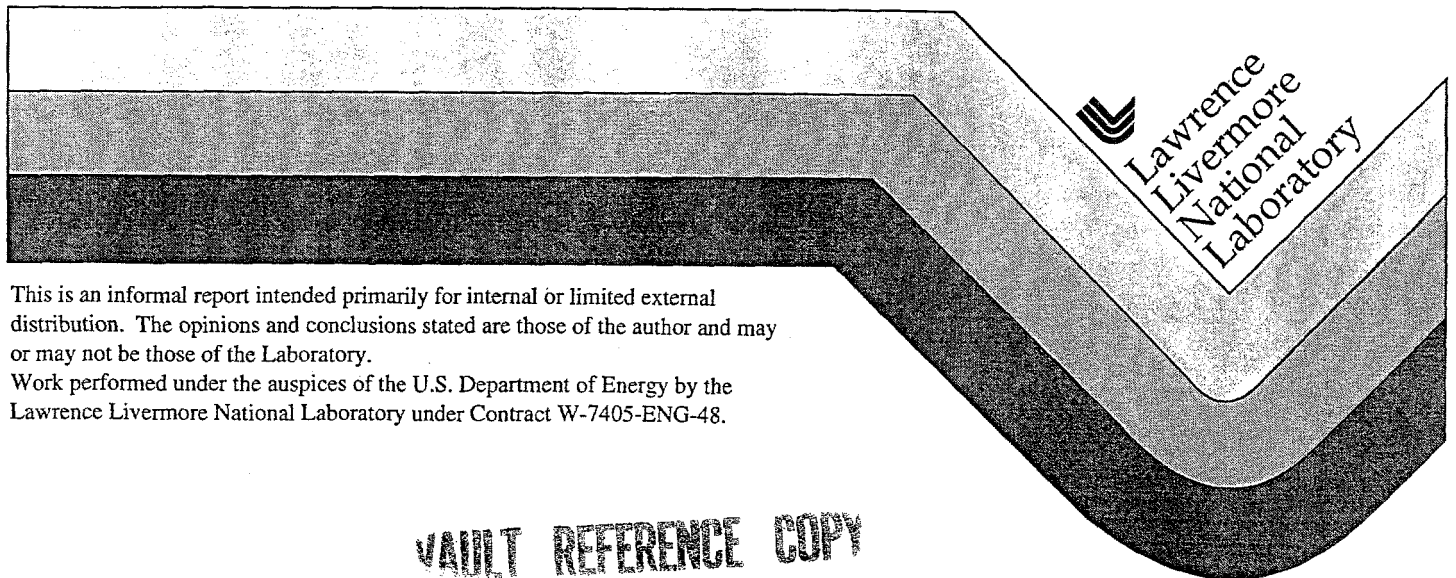 Lawrence
Livermore
National
Laboratory
This is an informal report intended primarily for internal or limited external
distribution. The opinions and conclusions stated are those of the author and may
or may not be those of the Laboratory.
Work performed under the auspices of the U.S. Department of Energy by the
Lawrence Livermore National Laboratory under Contract W-7405-ENG-48.
VAULT REFERENCE COPY